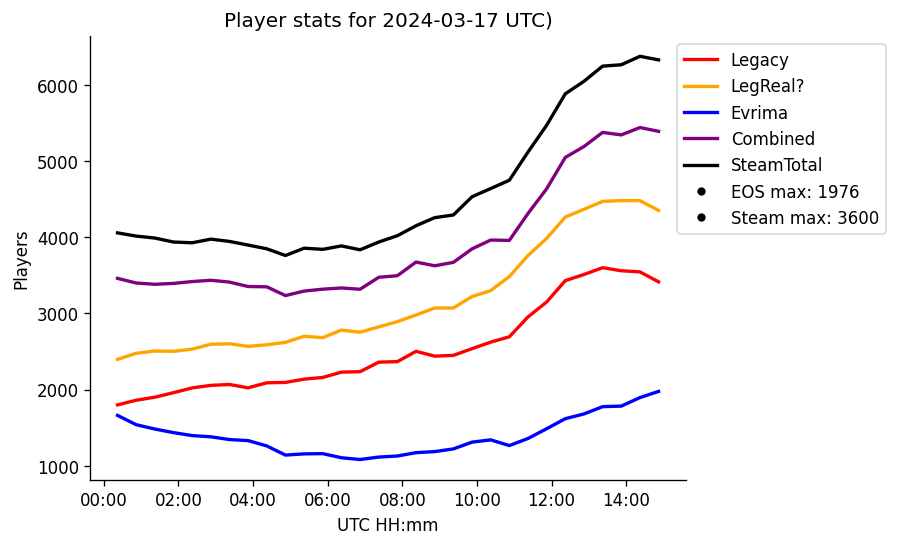 Player stats for 2024-03-17 UTC)
Legacy
LegReal?
Evrima
Combined
SteamTotal
EOS max: 1976
Steam max: 3600
Players
6000
5000
4000
3000
2000
1000
00:00 02:00 04:00 06:00 08:00 10:00 12:00 14:00
UTC HH:mm